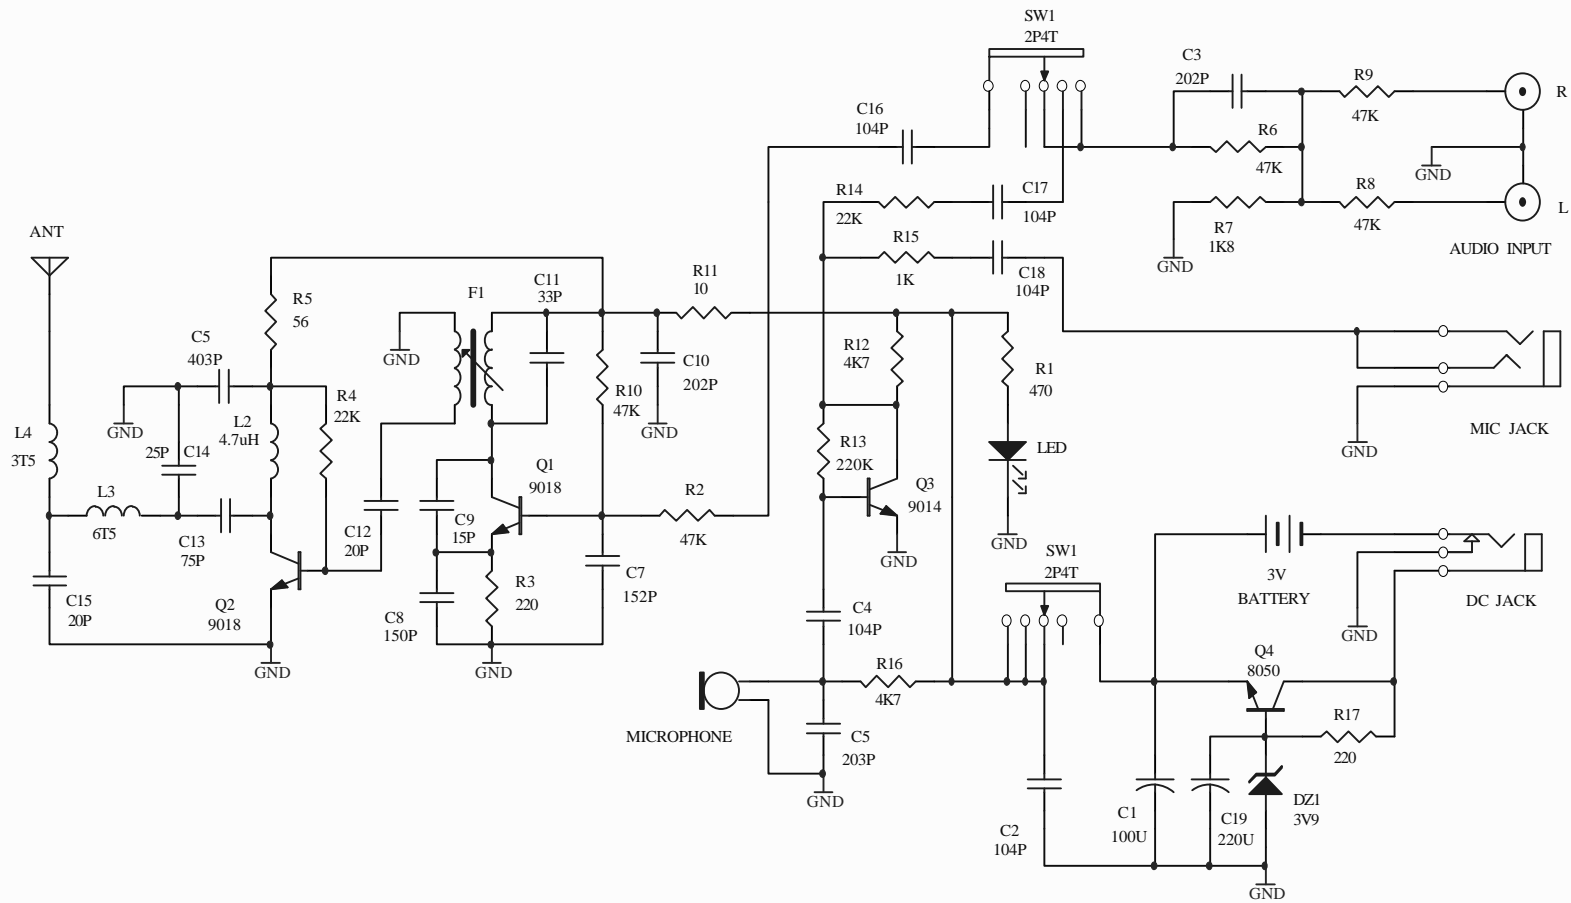 SW1
2P4T
C3
202P
R9
47K
R
C16
104P
R6
47K
GND
R14
22K
C17
104P
R8
47K
L
R7
1K8
AUDIO INPUT
GND
ANT
R15
1K
C18
104P
R11
10
C11
33P
F1
R5
56
C5
403P
GND
R12
4K7
C10
202P
R1
470
R10
47K
R4
22K
GND
L2
4.7uH
GND
MIC JACK
L4
3T5
25P
C14
R13
220K
LED
GND
Q1
9018
R2
47K
Q3
9014
L3
6T5
C9
15P
C12
20P
C13
75P
GND
GND
SW1
2P4T
3V
BATTERY
DC JACK
GND
C15
20P
Q2
9018
R3
220
C7
152P
C8
150P
C4
104P
GND
GND
R16
4K7
Q4
8050
MICROPHONE
C5
203P
R17
220
GND
C2
104P
C1
100U
C19
220U
DZ1
3V9
GND